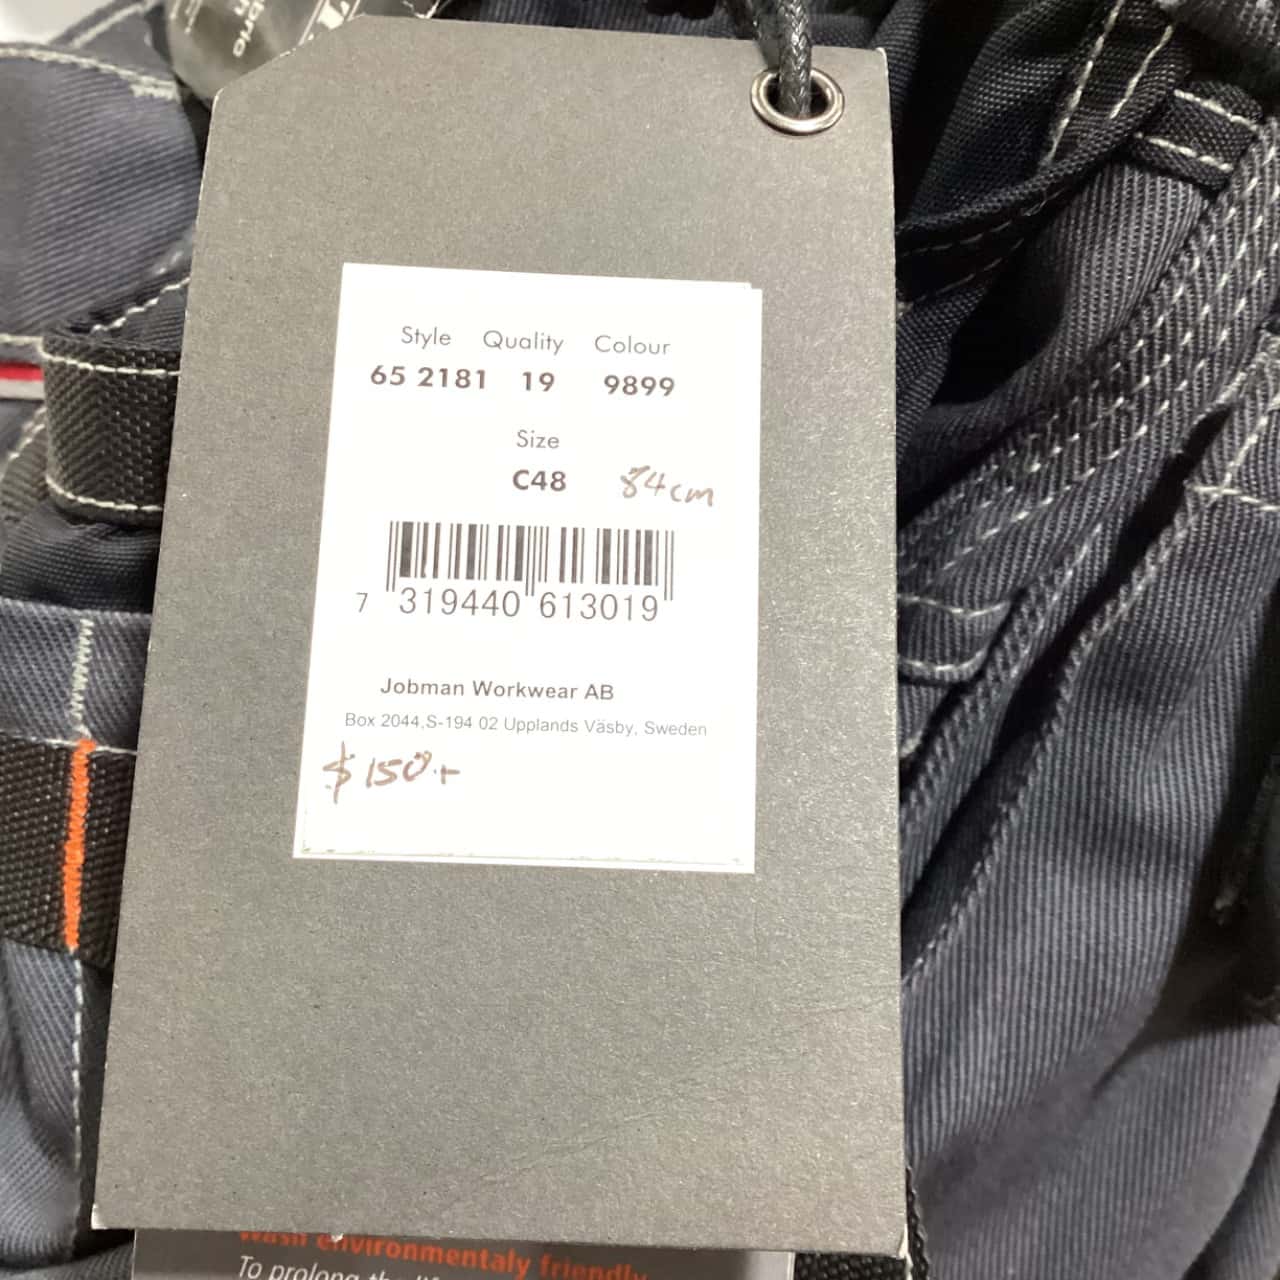 Style Quality Colour
65 2181 19 9899
Size
C48 84cm
7 319440 613019
Jobman Workwear AB
Box 2044,S-194 02 Upplands Väsby, Sweden
$150.+
Wash environmentaly friendly
To prolong the